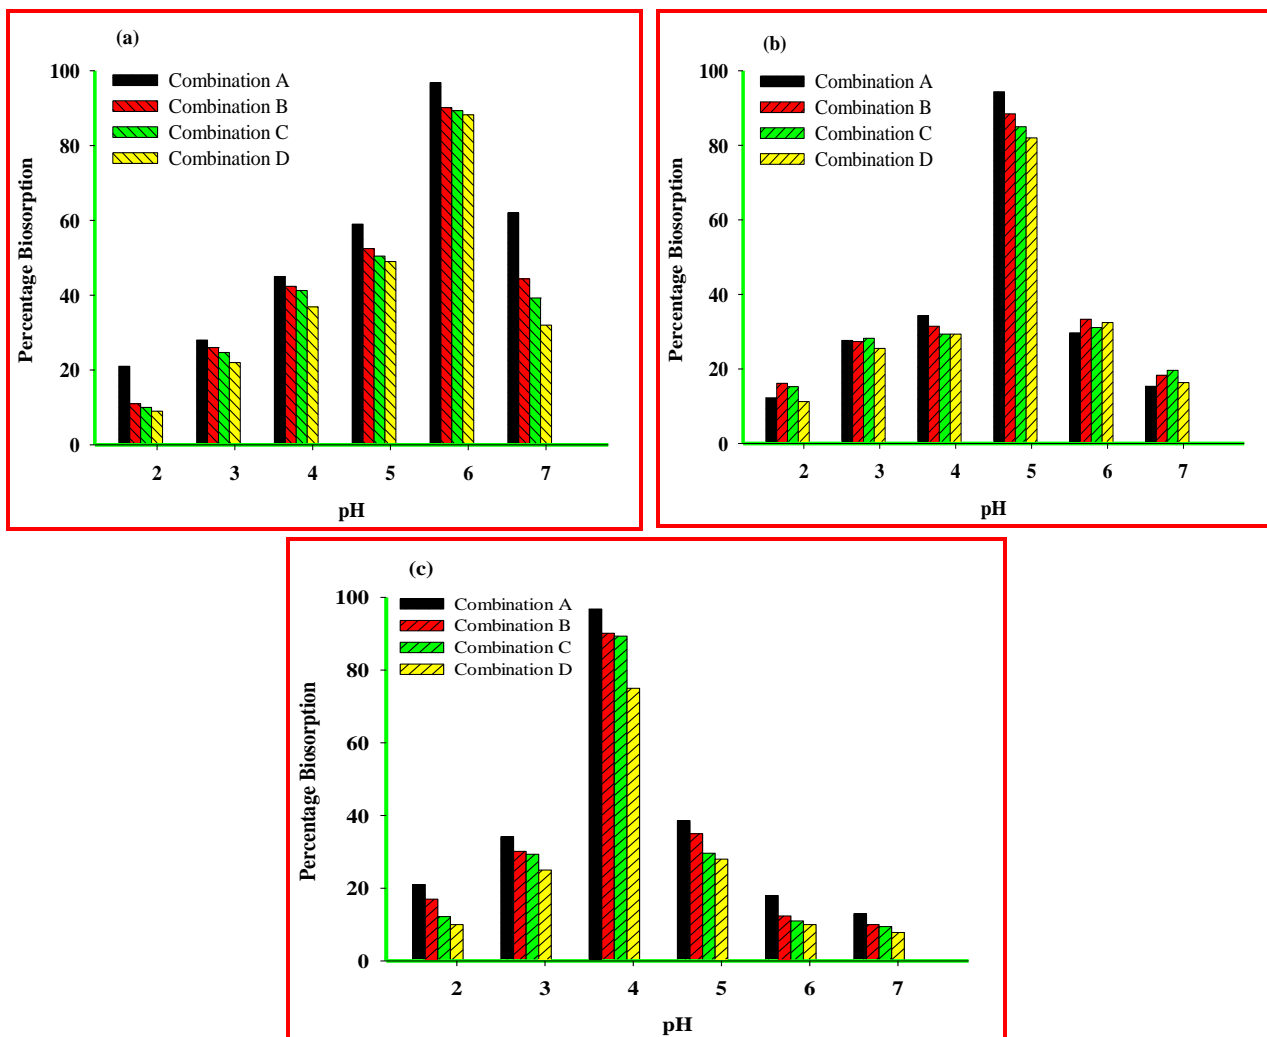 (a)
100
80
60
40
20
0
Percentage Biosorption
Combination A
Combination B
Combination C
Combination D
2 3 4 5 6 7
pH
(b)
100
80
60
40
20
0
Percentage Biosorption
Combination A
Combination B
Combination C
Combination D
2 3 4 5 6 7
pH
(c)
100
80
60
40
20
0
Percentage Biosorption
Combination A
Combination B
Combination C
Combination D
2 3 4 5 6 7
pH